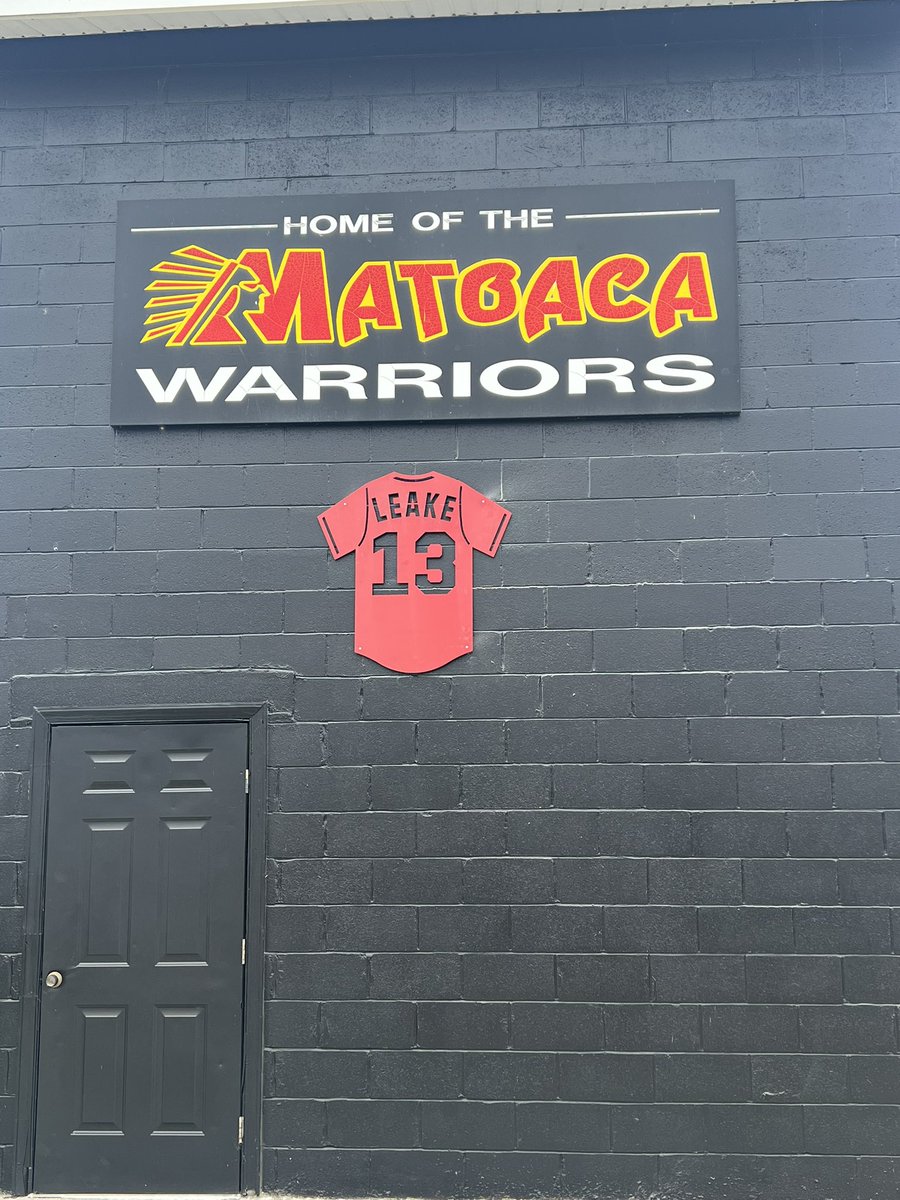 HOME OF THE
MATOACA
WARRIORS
LEAKE
13